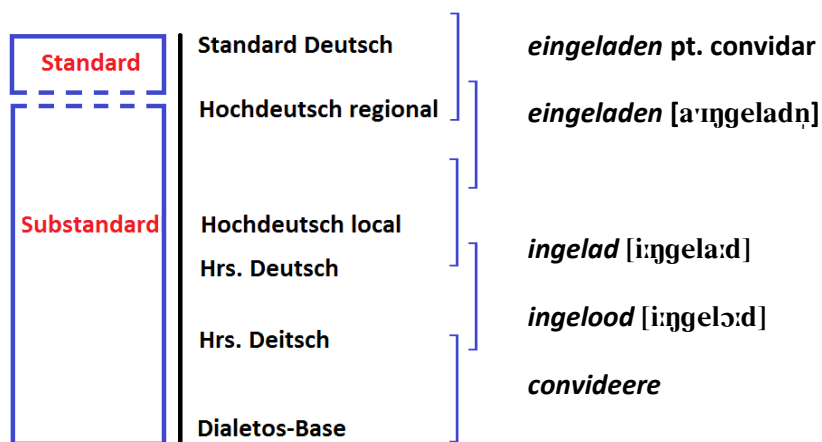 Standard Deutsch
eingeladen pt. convidar
Standard
Hochdeutsch regional
eingeladen [aˑɪŋgeladn̩]
Substandard
Hochdeutsch local
ingelad [iːŋgelaːd]
Hrs. Deutsch
ingelood [iːŋgelɔːd]
Hrs. Deitsch
convideere
Dialetos-Base